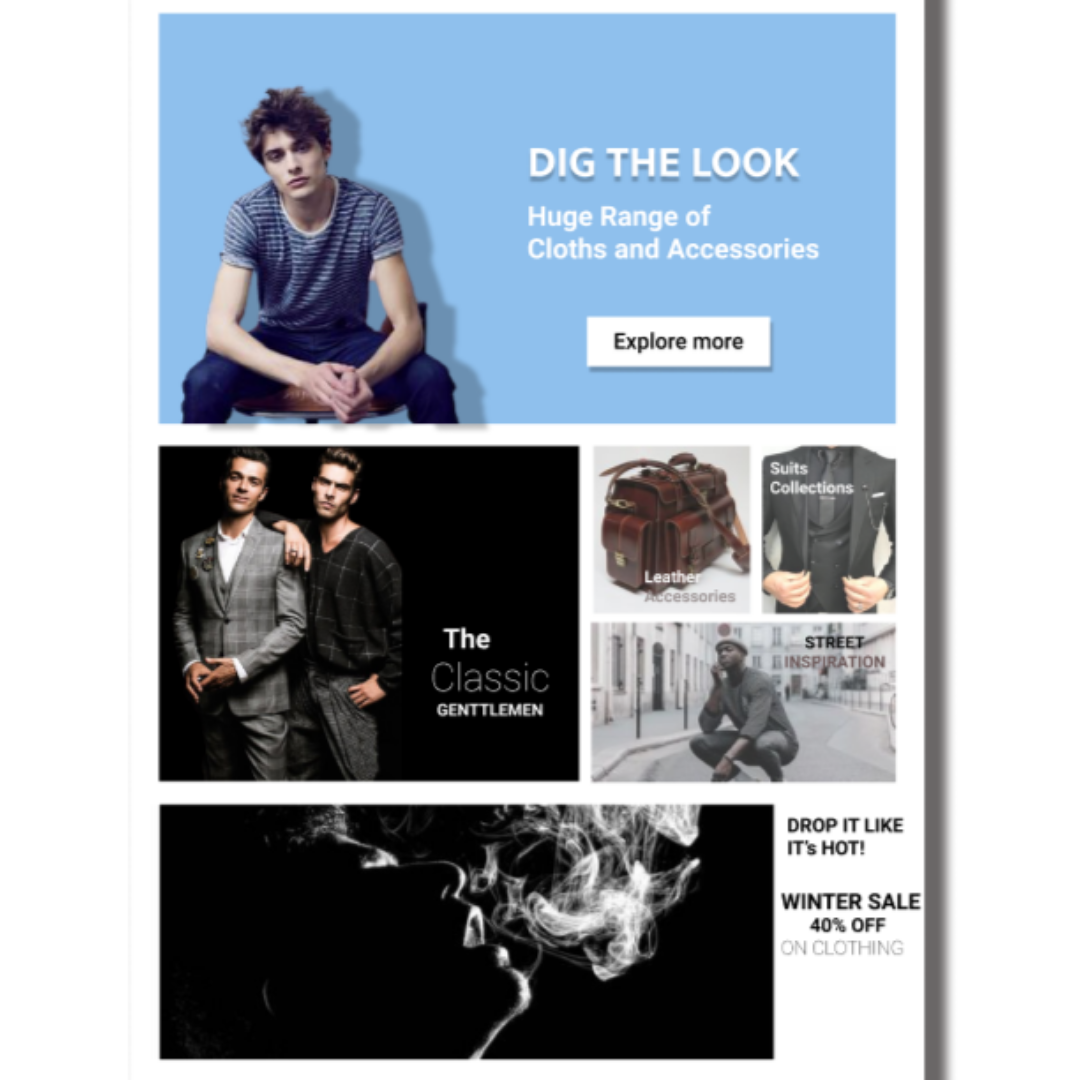 DIG THE LOOK
Huge Range of
Cloths and Accessories
Explore more
The
Classic
GENTTLEMEN
Leather
Accessories
Suits
Collections
STREET
INSPIRATION
DROP IT LIKE
IT's HOT!
WINTER SALE
40% OFF
ON CLOTHING